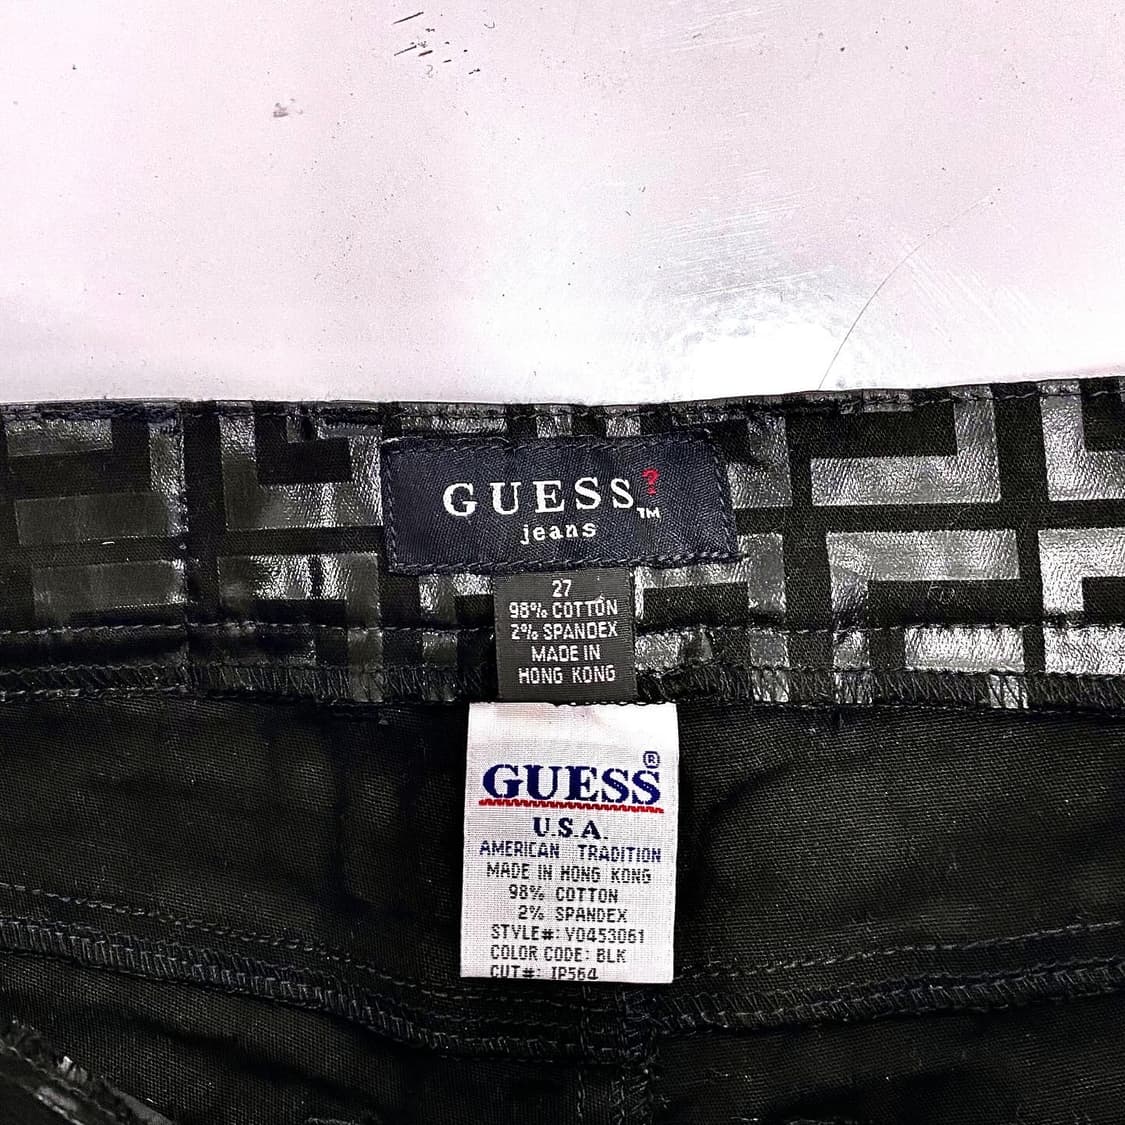 GUESS?™
jeans
27
98% COTTON
2% SPANDEX
MADE IN
HONG KONG
GUESS®
U.S.A.
AMERICAN TRADITION
MADE IN HONG KONG
98% COTTON
2% SPANDEX
STYLE#: Y0453061
COLOR CODE: BLK
CUT#: IP564